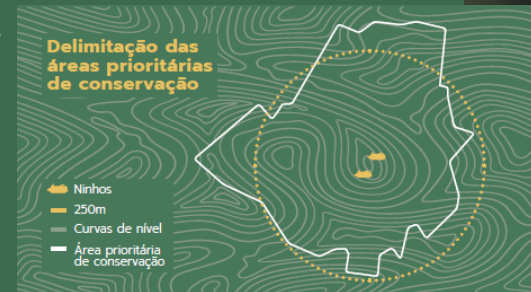 Delimitação das
áreas prioritárias
de conservação
Ninhos
250m
Curvas de nível
Área prioritária
de conservação